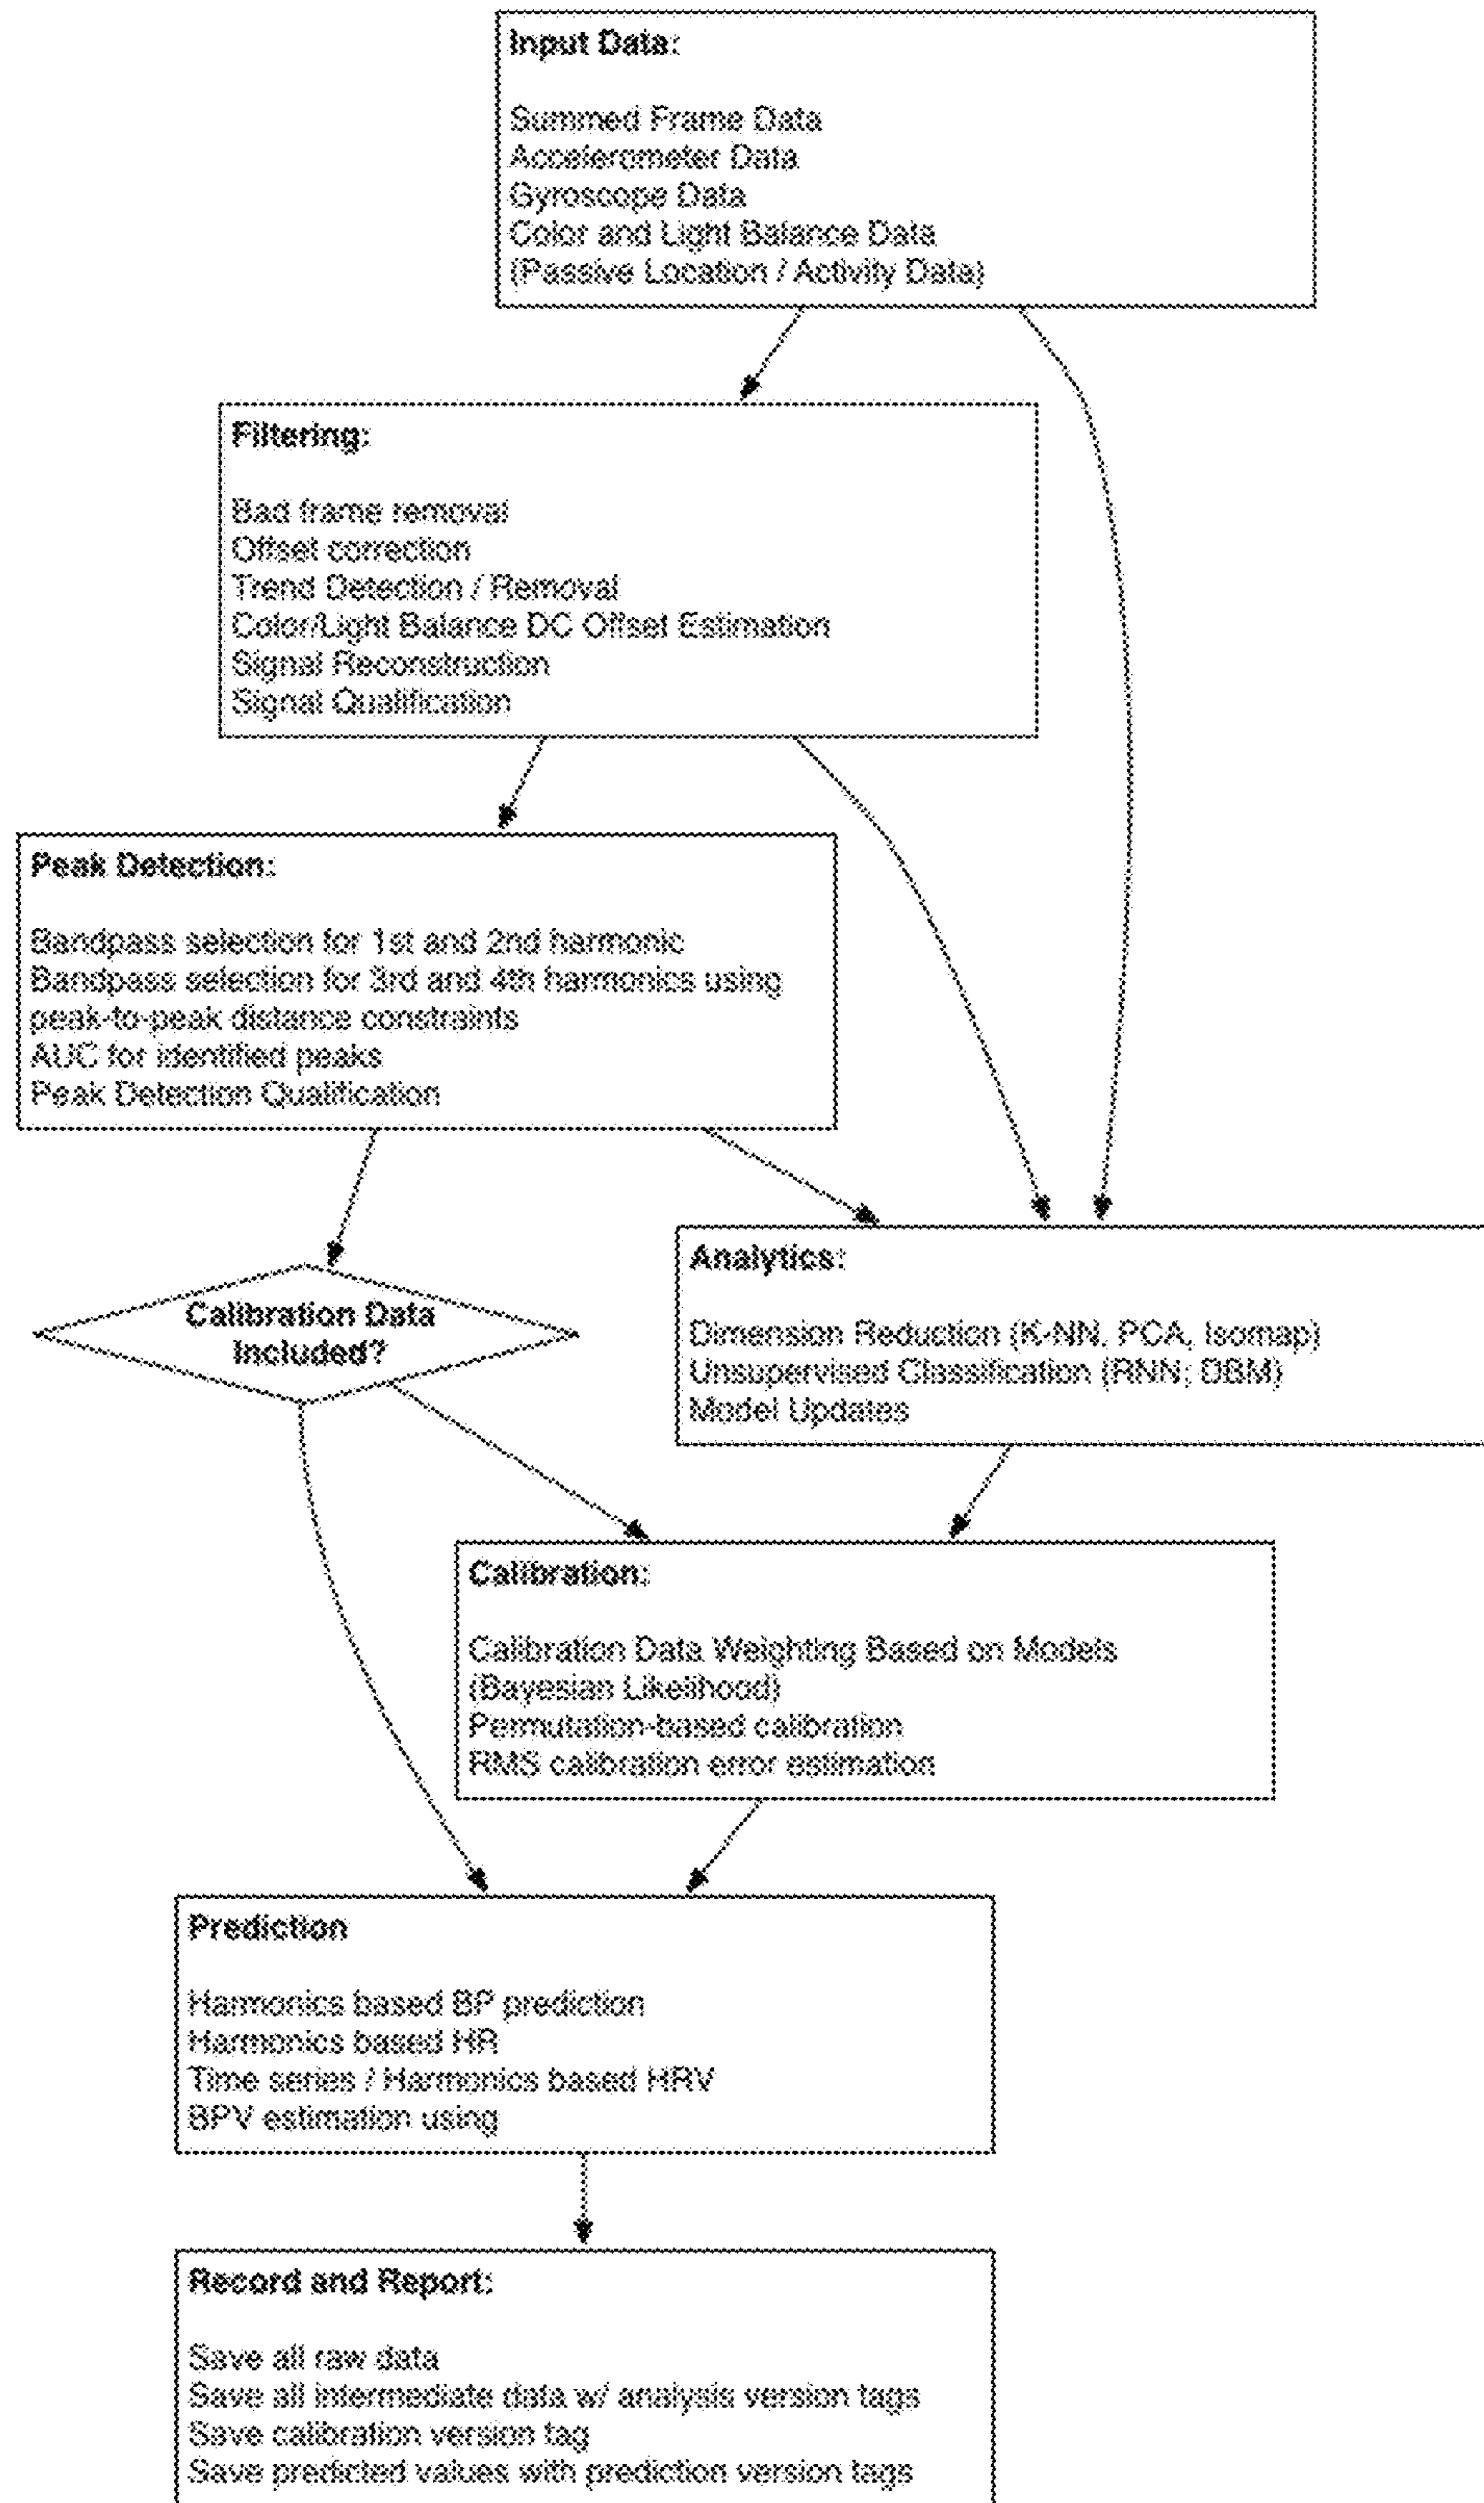 Input Data:
Summed Frame Data
Accelerometer Data
Gyroscope Data
Color and Light Balance Data
(Passive Location / Activity Data)
Filtering:
Bad frame removal
Offset correction
Trend Detection / Removal
Color/Light Balance DC Offset Estimation
Signal Reconstruction
Signal Qualification
Peak Detection:
Bandpass selection for 1st and 2nd harmonic
Bandpass selection for 3rd and 4th harmonics using
peak-to-peak distance constraints
AUC for identified peaks
Peak Detection Qualification
Calibration Data
Included?
Analytics:
Dimension Reduction (K-NN, PCA, Isomap)
Unsupervised Classification (RNN, DBM)
Model Updates
Calibration:
Calibration Data Weighting Based on Models
(Bayesian Likelihood)
Permutation-based calibration
RMS calibration error estimation
Prediction
Harmonics based BP prediction
Harmonics based HR
Time series / Harmonics based HRV
BPV estimation using
Record and Report:
Save all raw data
Save all intermediate data w/ analysis version tags
Save calibration version tag
Save predicted values with prediction version tags